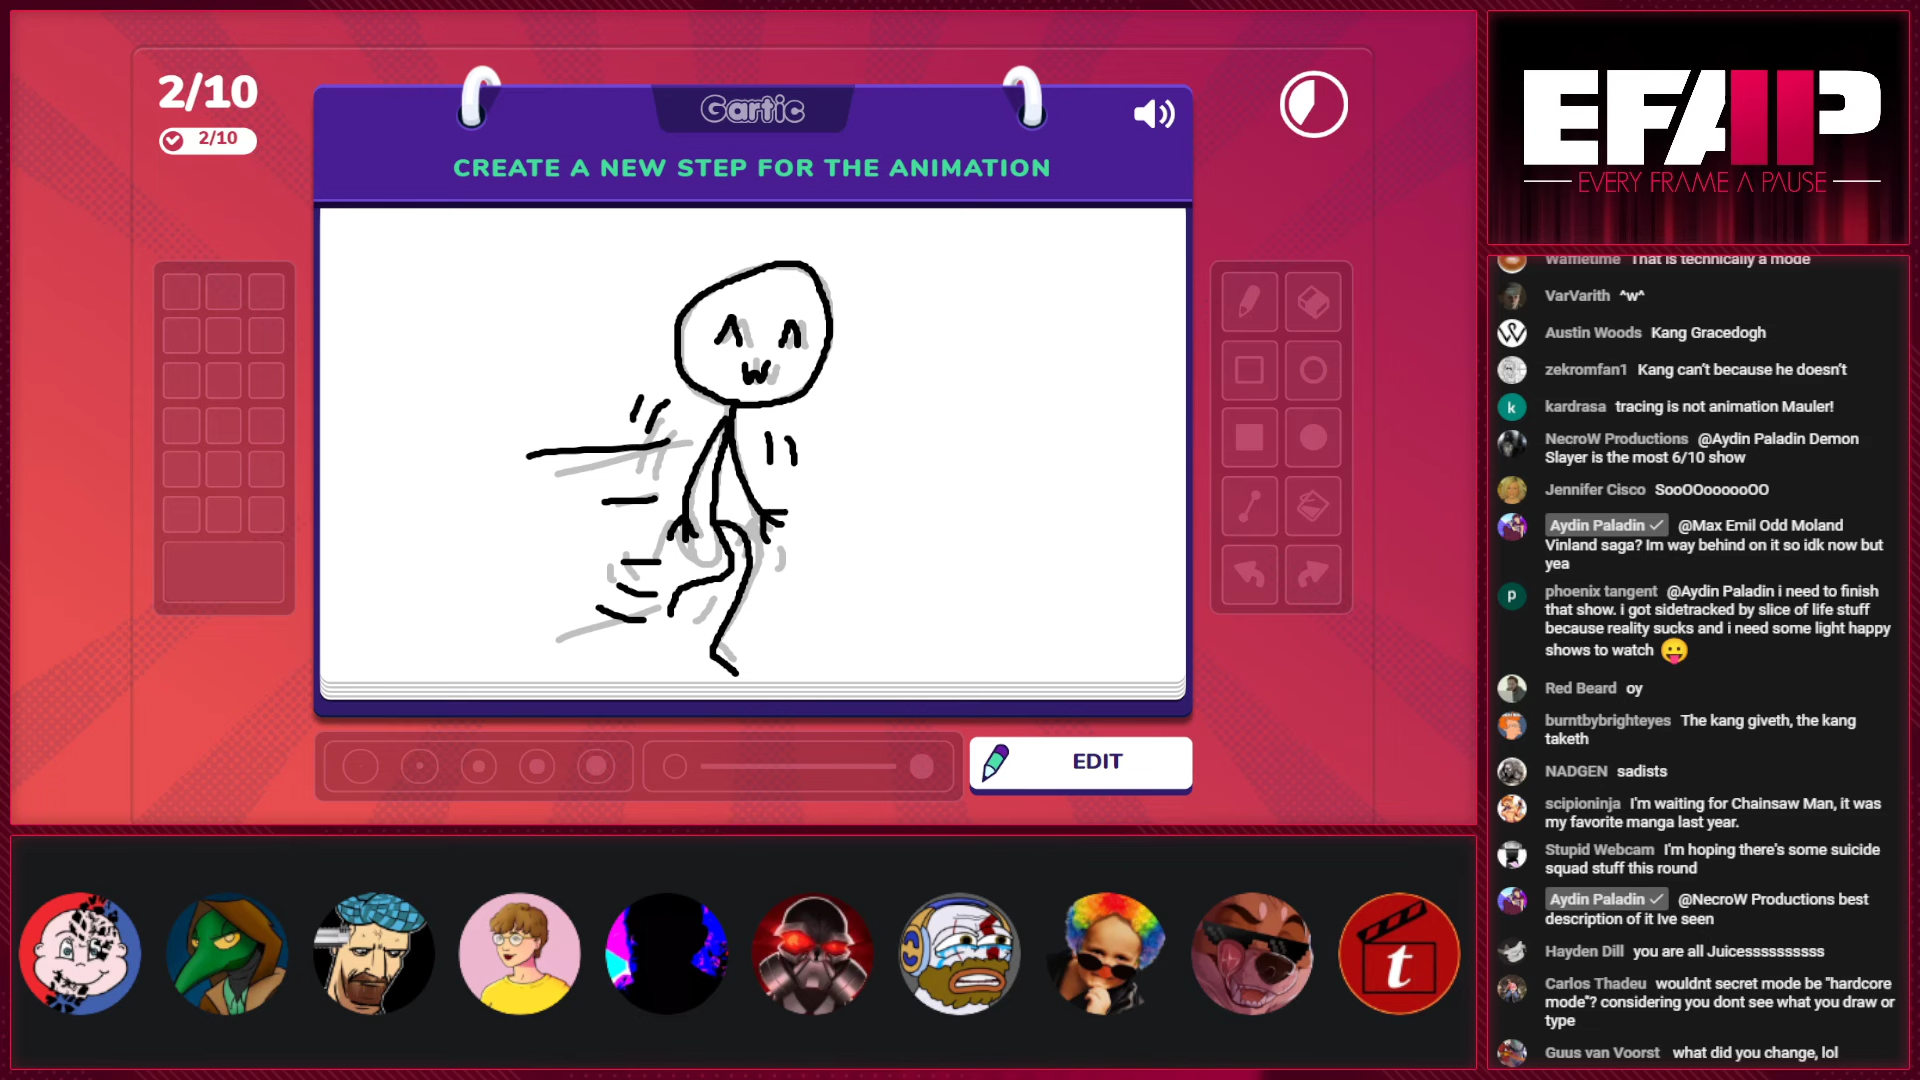 2/10
2/10
Gartic
CREATE A NEW STEP FOR THE ANIMATION
EDIT
EFAP
EVERY FRAME A PAUSE
Waffletime That is technically a mode
VarVarith ^w^
Austin Woods Kang Gracedogh
zekromfan1 Kang can't because he doesn't
k kardrasa tracing is not animation Mauler!
NecroW Productions @Aydin Paladin Demon
Slayer is the most 6/10 show
Jennifer Cisco SooOOoooooOO
Aydin Paladin @Max Emil Odd Moland
Vinland saga? Im way behind on it so idk now but
yea
p phoenix tangent @Aydin Paladin i need to finish
that show. i got sidetracked by slice of life stuff
because reality sucks and i need some light happy
shows to watch 😛
Red Beard oy
burntbybrighteyes The kang giveth, the kang
taketh
NADGEN sadists
scipioninja I'm waiting for Chainsaw Man, it was
my favorite manga last year.
Stupid Webcam I'm hoping there's some suicide
squad stuff this round
Aydin Paladin @NecroW Productions best
description of it Ive seen
Hayden Dill you are all Juicessssssssss
Carlos Thadeu wouldnt secret mode be "hardcore
mode"? considering you dont see what you draw or
type
Guus van Voorst what did you change, lol
t